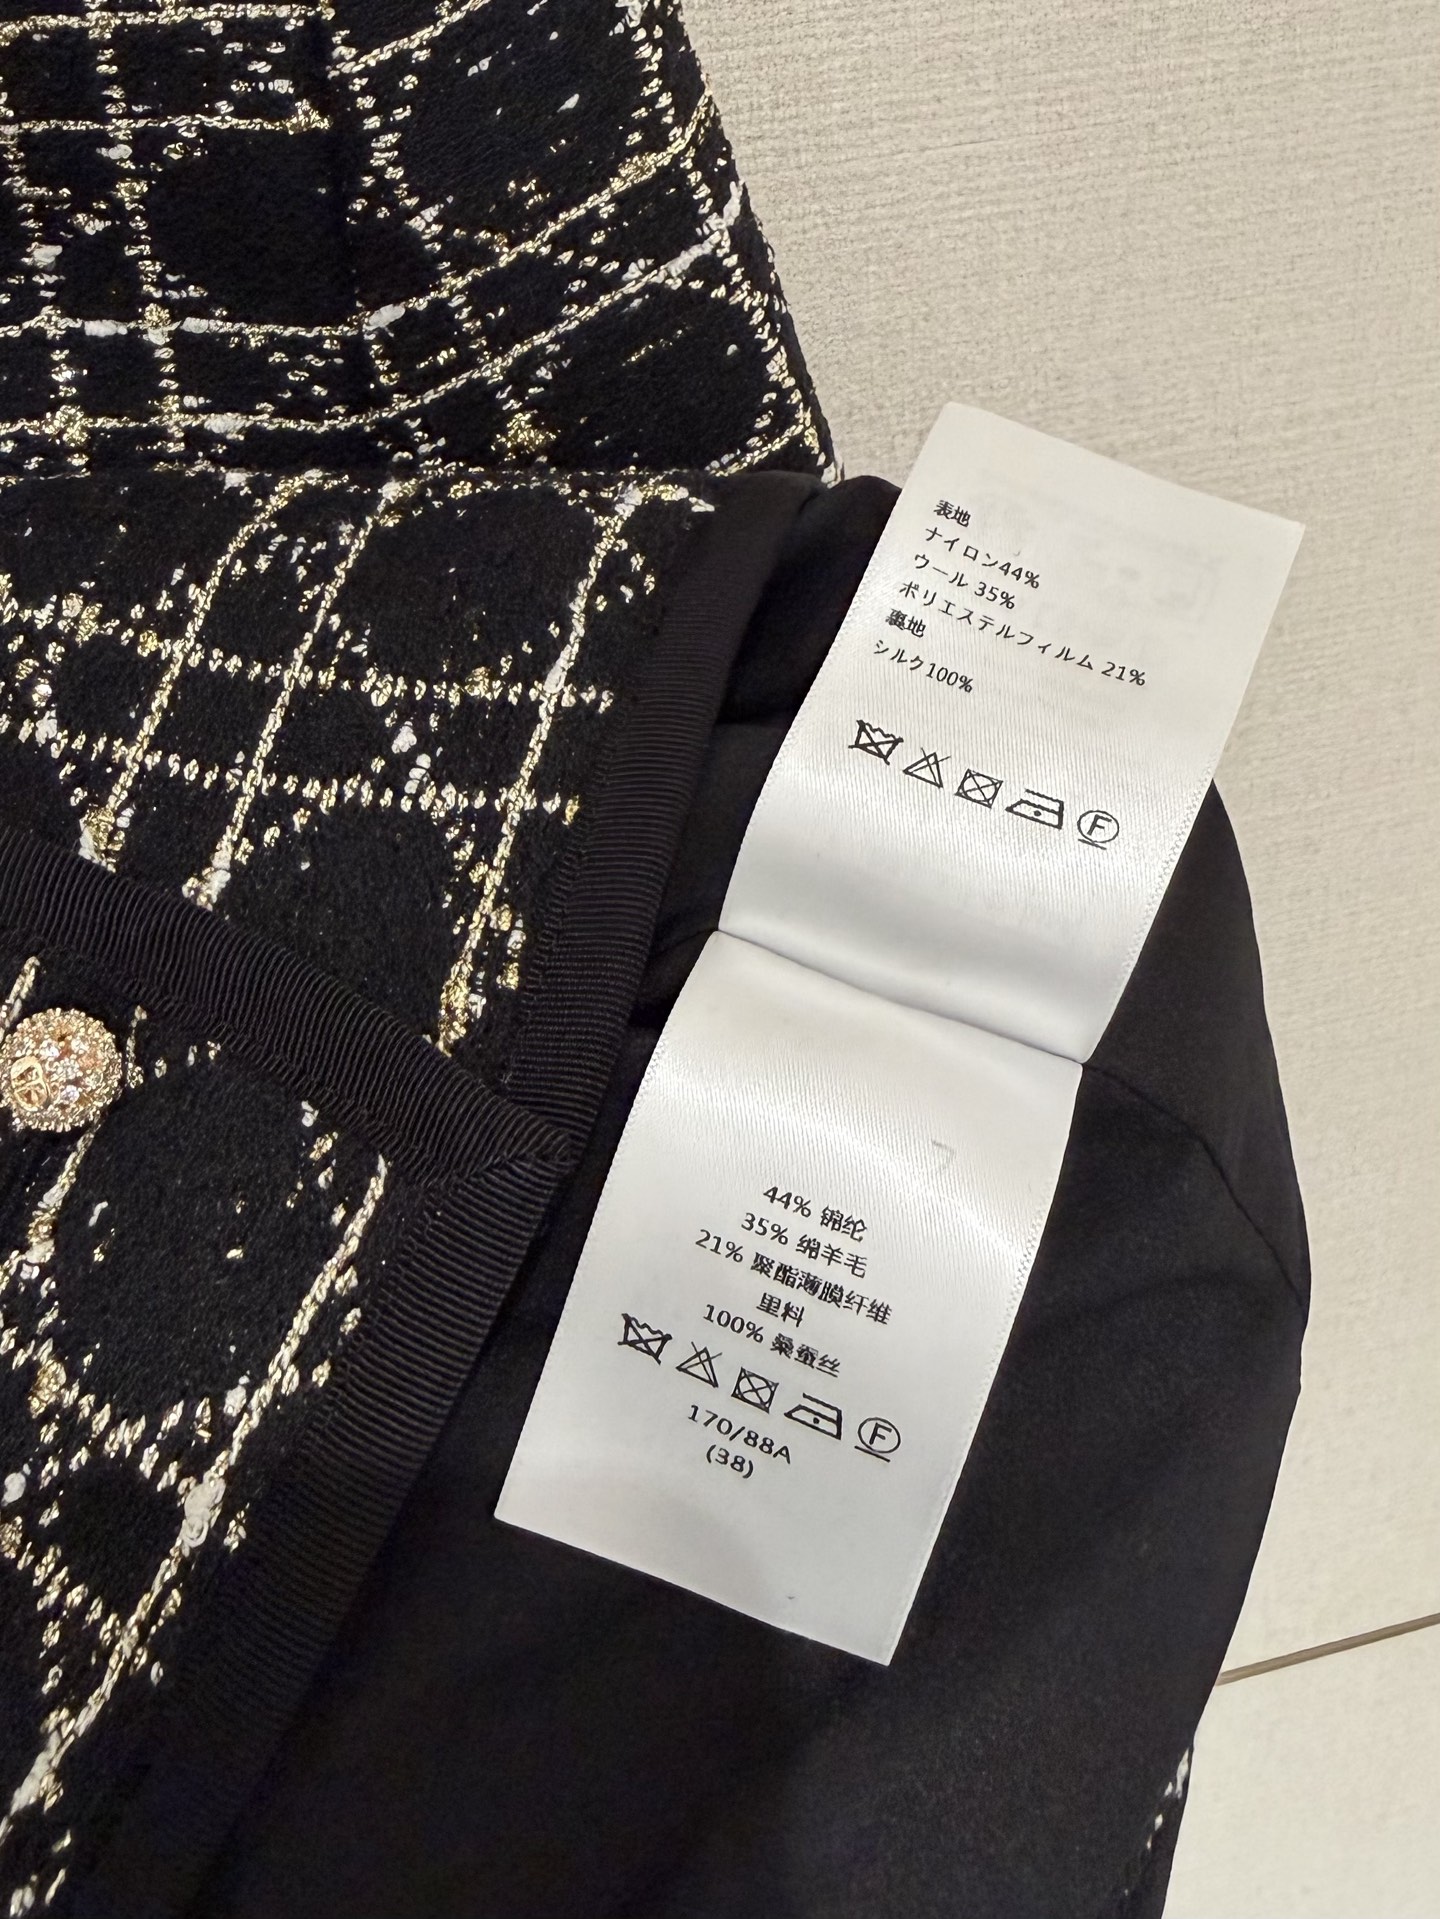 表地
ナイロン44%
ウール 35%
ポリエステルフィルム 21%
裏地
シルク100%
F
44% 锦纶
35% 绵羊毛
21% 聚酯薄膜纤维
里料
100% 桑蚕丝
F
170/88A
(38)